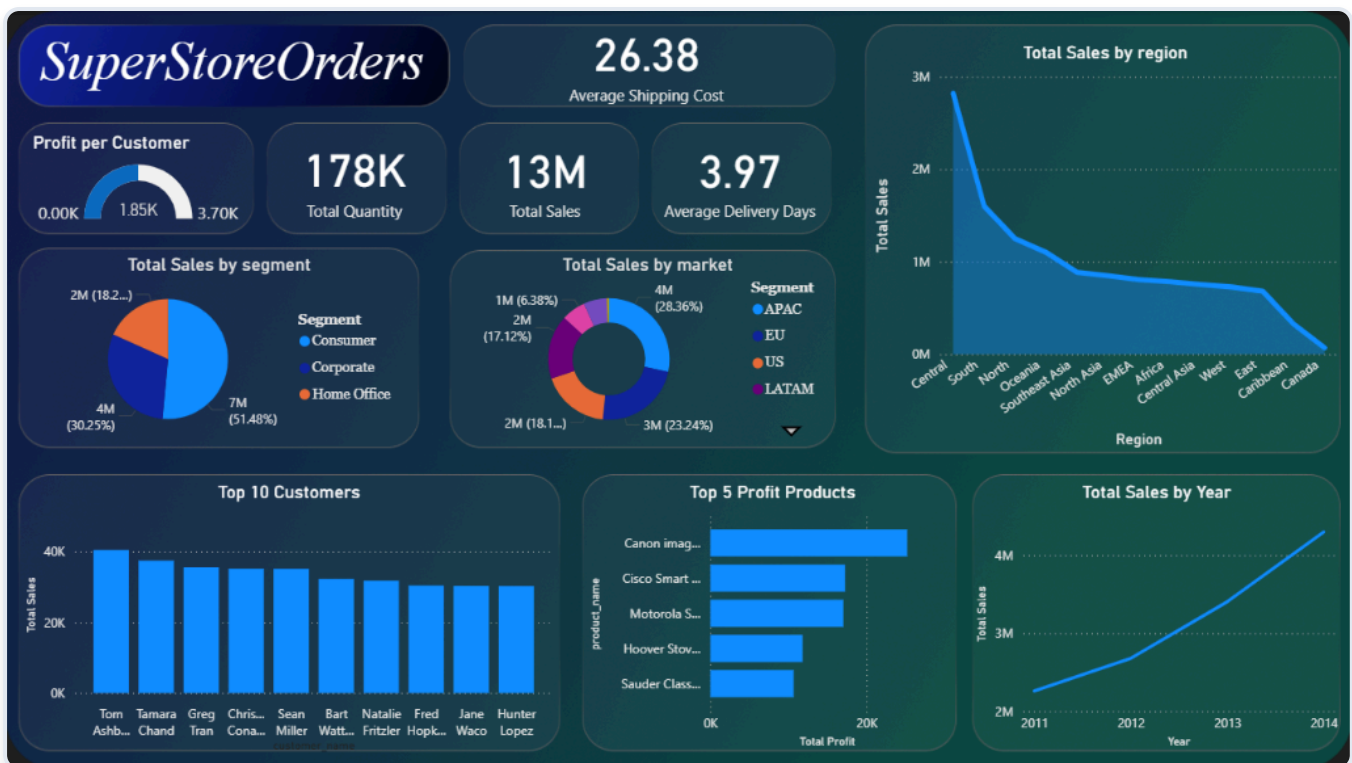 SuperStoreOrders
26.38
Average Shipping Cost
Profit per Customer
0.00K
1.85K
3.70K
178K
Total Quantity
13M
Total Sales
3.97
Average Delivery Days
Total Sales by region
3M
2M
1M
0M
Total Sales
Central
South
North
Oceania
Southeast Asia
North Asia
EMEA
Africa
Central Asia
West
East
Caribbean
Canada
Region
Total Sales by segment
2M (18.2...)
4M
(30.25%)
7M
(51.48%)
Segment
Consumer
Corporate
Home Office
Total Sales by market
1M (6.38%)
2M
(17.12%)
2M (18.1...)
4M
(28.36%)
3M (23.24%)
Segment
APAC
EU
US
LATAM
Top 10 Customers
Total Sales
40K
20K
0K
Tom
Ashb...
Tamara
Chand
Greg
Tran
Chris...
Cona...
Sean
Miller
Bart
Watt...
Natalie
Fritzler
Fred
Hopk...
Jane
Waco
Hunter
Lopez
customer_name
Top 5 Profit Products
product_name
Canon imag...
Cisco Smart ...
Motorola S...
Hoover Stov...
Sauder Class...
0K
20K
Total Profit
Total Sales by Year
Total Sales
4M
3M
2M
2011
2012
2013
2014
Year